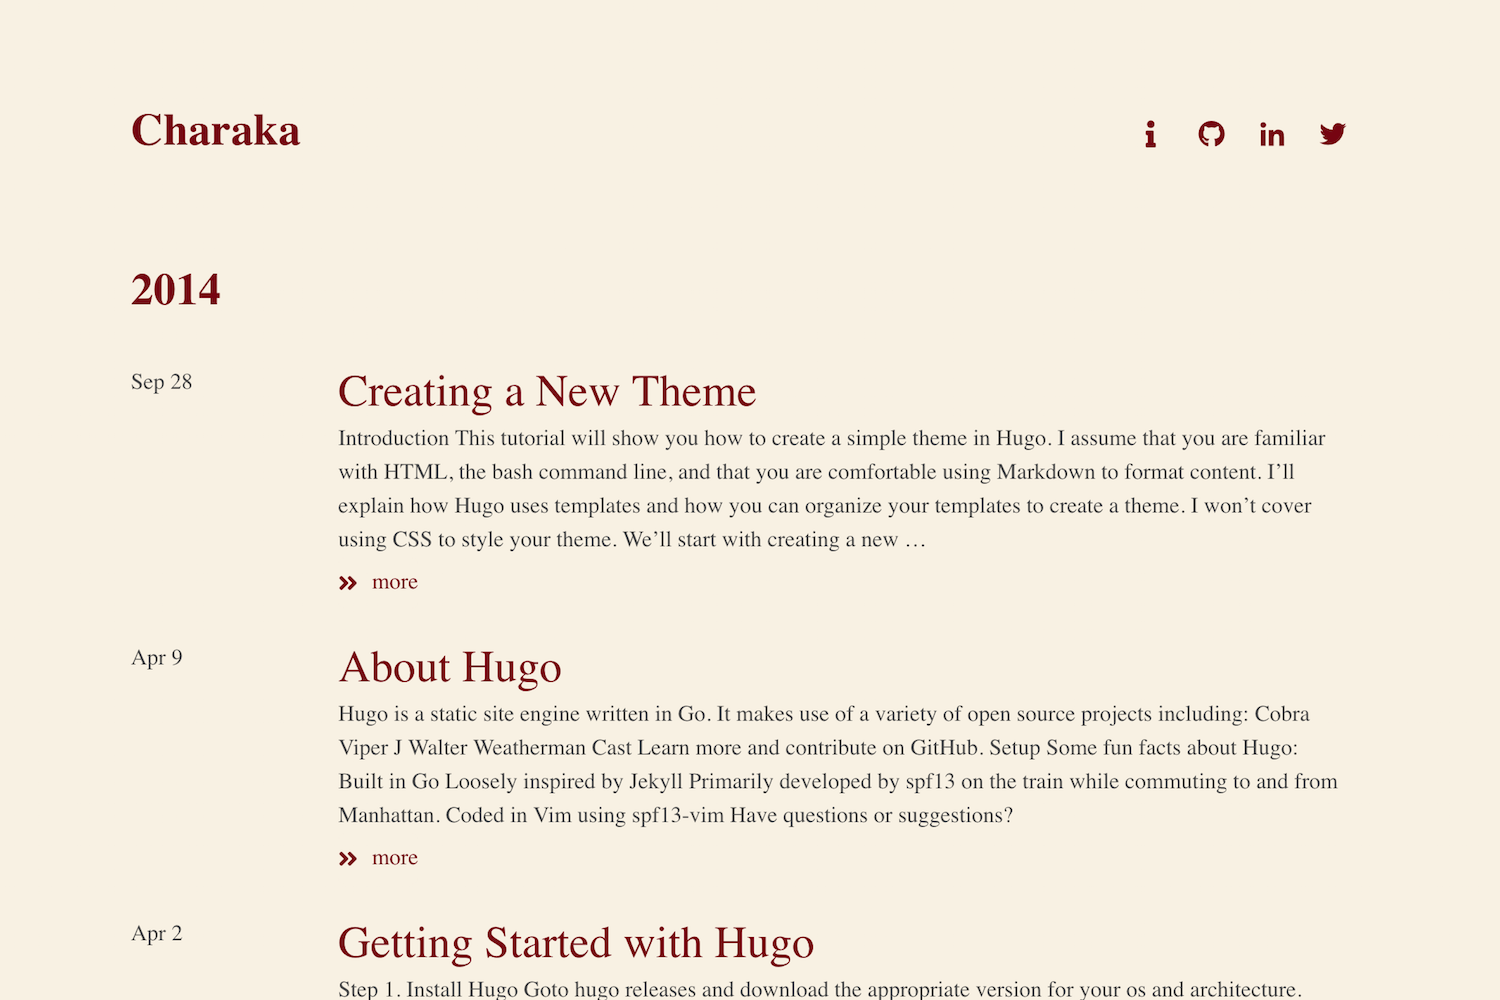 Charaka
2014
Sep 28
Creating a New Theme
Introduction This tutorial will show you how to create a simple theme in Hugo. I assume that you are familiar
with HTML, the bash command line, and that you are comfortable using Markdown to format content. I’ll
explain how Hugo uses templates and how you can organize your templates to create a theme. I won’t cover
using CSS to style your theme. We’ll start with creating a new …
more
Apr 9
About Hugo
Hugo is a static site engine written in Go. It makes use of a variety of open source projects including: Cobra
Viper J Walter Weatherman Cast Learn more and contribute on GitHub. Setup Some fun facts about Hugo:
Built in Go Loosely inspired by Jekyll Primarily developed by spf13 on the train while commuting to and from
Manhattan. Coded in Vim using spf13-vim Have questions or suggestions?
more
Apr 2
Getting Started with Hugo
Step 1. Install Hugo Goto hugo releases and download the appropriate version for your os and architecture.